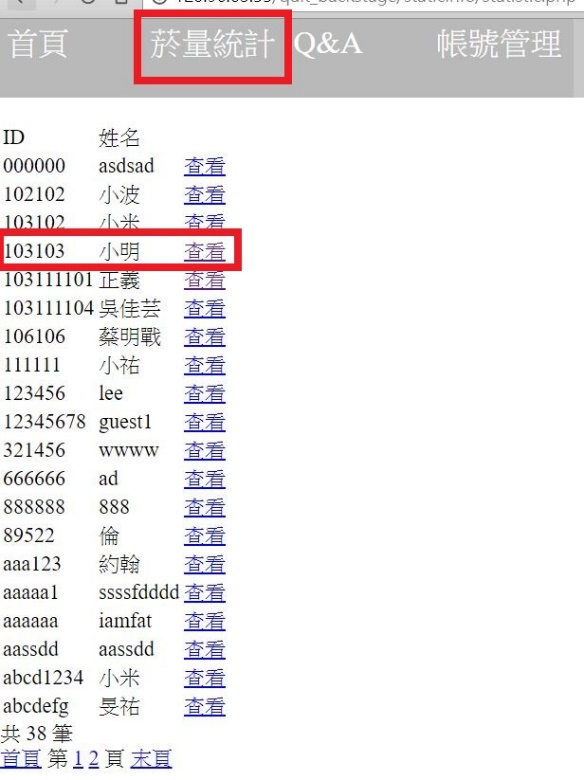 首頁 菸量統計 Q&A 帳號管理
ID 姓名
000000 asdsad 查看
102102 小波 查看
103102 小米 查看
103103 小明 查看
103111101 正義 查看
103111104 吳佳芸 查看
106106 蔡明戰 查看
111111 小祐 查看
123456 lee 查看
12345678 guest1 查看
321456 wwww 查看
666666 ad 查看
888888 888 查看
89522 倫 查看
aaa123 約翰 查看
aaaaa1 ssssfdddd 查看
aaaaaa iamfat 查看
aassdd aassdd 查看
abcd1234 小米 查看
abcdefg 旻祐 查看
共 38 筆
首頁 第 1 2 頁 末頁